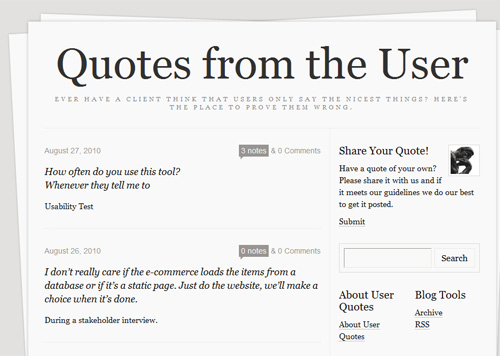 Quotes from the User
EVER HAVE A CLIENT THINK THAT USERS ONLY SAY THE NICEST THINGS? HERE'S
THE PLACE TO PROVE THEM WRONG.
August 27, 2010
3 notes & 0 Comments
How often do you use this tool?
Whenever they tell me to
Usability Test
August 26, 2010
0 notes & 0 Comments
I don't really care if the e-commerce loads the items from a
database or if it's a static page. Just do the website, we'll make a
choice when it's done.
During a stakeholder interview.
Share Your Quote!
Have a quote of your own?
Please share it with us and if
it meets our guidelines we do our best
to get it posted.
Submit
Search
About User
Quotes
About User
Quotes
Blog Tools
Archive
RSS